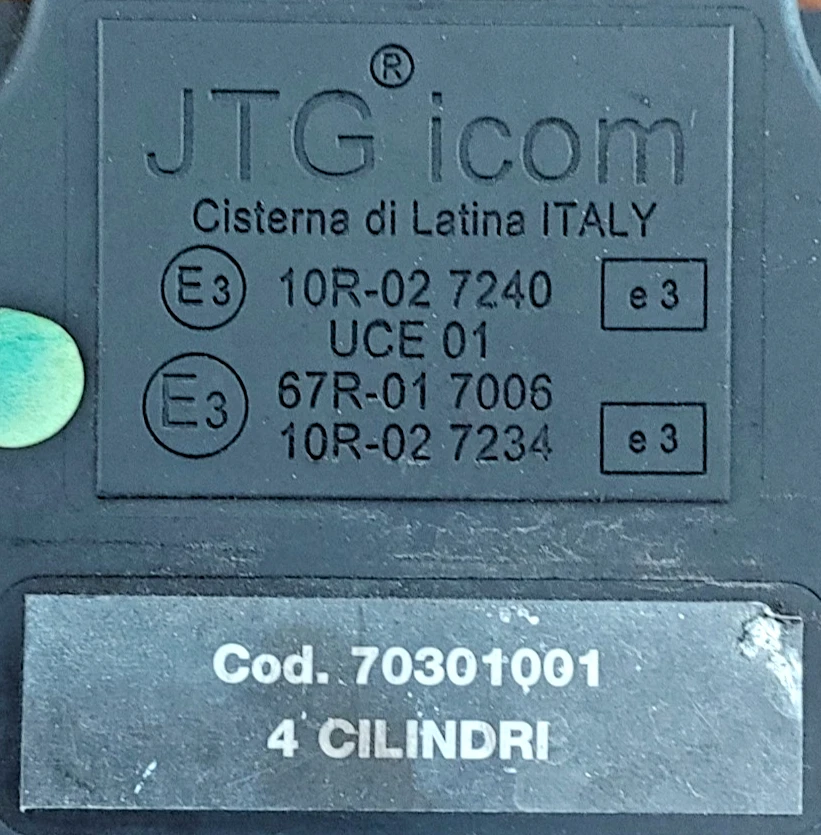 JTG® icom
Cisterna di Latina ITALY
E3 10R-02 7240 e 3
UCE 01
E3 67R-01 7006
10R-02 7234 e 3
Cod. 70301001
4 CILINDRI